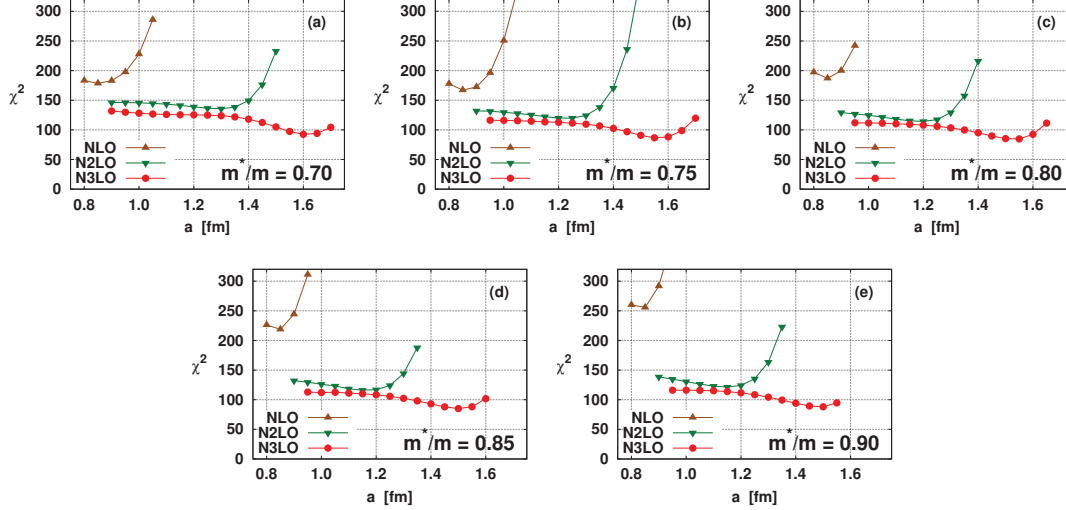 300
250
200
150
100
50
0
χ²
(a)
NLO
N2LO
N3LO
m*/m = 0.70
0.8 1.0 1.2 1.4 1.6
a [fm]
300
250
200
150
100
50
0
χ²
(b)
NLO
N2LO
N3LO
m*/m = 0.75
0.8 1.0 1.2 1.4 1.6
a [fm]
300
250
200
150
100
50
0
χ²
(c)
NLO
N2LO
N3LO
m*/m = 0.80
0.8 1.0 1.2 1.4 1.6
a [fm]
300
250
200
150
100
50
0
χ²
(d)
NLO
N2LO
N3LO
m*/m = 0.85
0.8 1.0 1.2 1.4 1.6
a [fm]
300
250
200
150
100
50
0
χ²
(e)
NLO
N2LO
N3LO
m*/m = 0.90
0.8 1.0 1.2 1.4 1.6
a [fm]